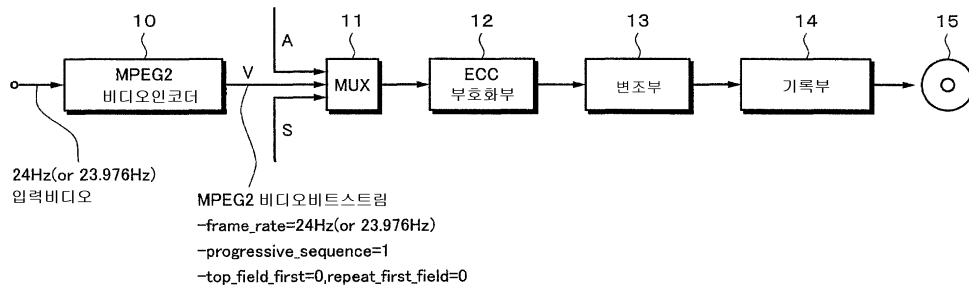 10
11
12
13
14
15
A
MPEG2
비디오인코더
V
MUX
ECC
부호화부
변조부
기록부
S
24Hz(or 23.976Hz)
입력비디오
MPEG2 비디오비트스트림
-frame_rate=24Hz(or 23.976Hz)
-progressive_sequence=1
-top_field_first=0,repeat_first_field=0